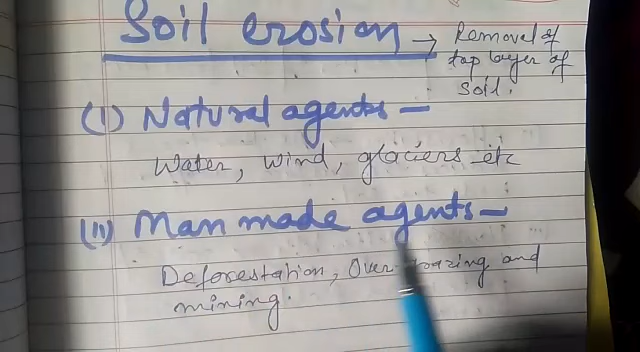 Soil erosion → Removal of
top layer of
soil.
(I) Natural agents –
Water, wind, glaciers etc
(II) Man made agents –
Deforestation, Over grazing and
mining.